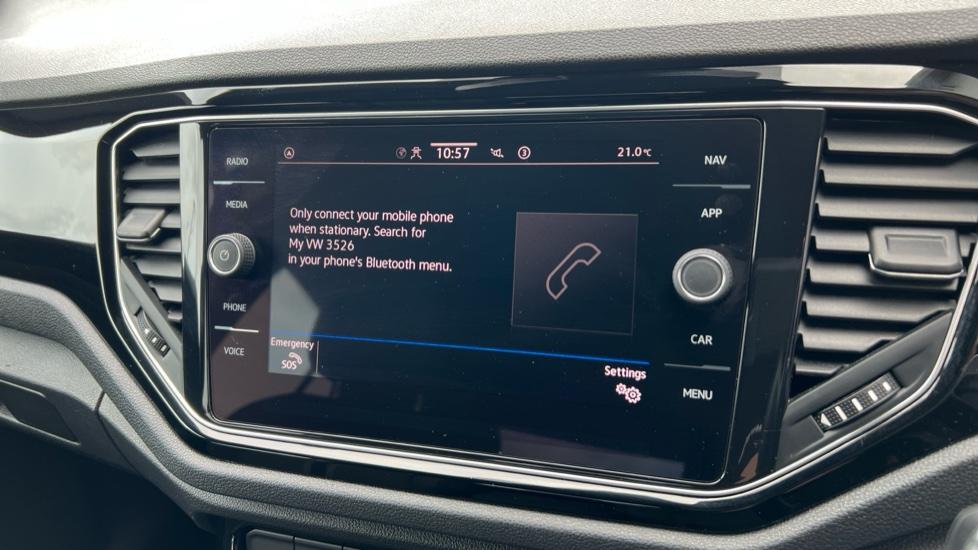 RADIO
MEDIA
PHONE
VOICE
10:57
3
21.0°C
Only connect your mobile phone
when stationary. Search for
My VW 3526
in your phone's Bluetooth menu.
Emergency
SOS
Settings
NAV
APP
CAR
MENU